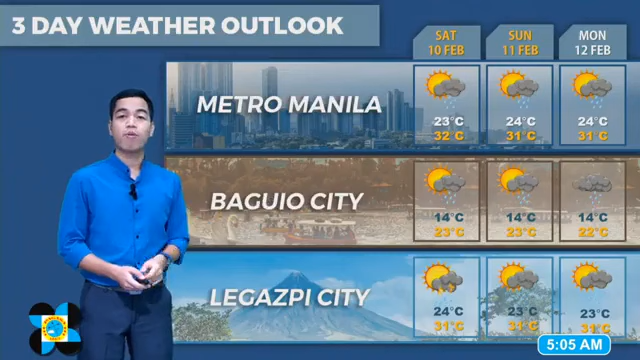 3 DAY WEATHER OUTLOOK
SAT SUN MON
10 FEB 11 FEB 12 FEB
METRO MANILA
23°C 24°C 24°C
32°C 31°C 31°C
BAGUIO CITY
14°C 14°C 14°C
23°C 23°C 22°C
LEGAZPI CITY
24°C 23°C 23°C
31°C 31°C 31°C
5:05 AM